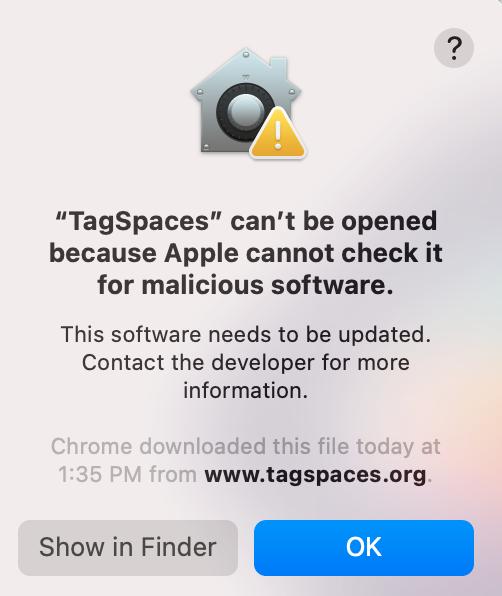 ?
“TagSpaces” can’t be opened
because Apple cannot check it
for malicious software.
This software needs to be updated.
Contact the developer for more
information.
Chrome downloaded this file today at
1:35 PM from www.tagspaces.org.
Show in Finder
OK